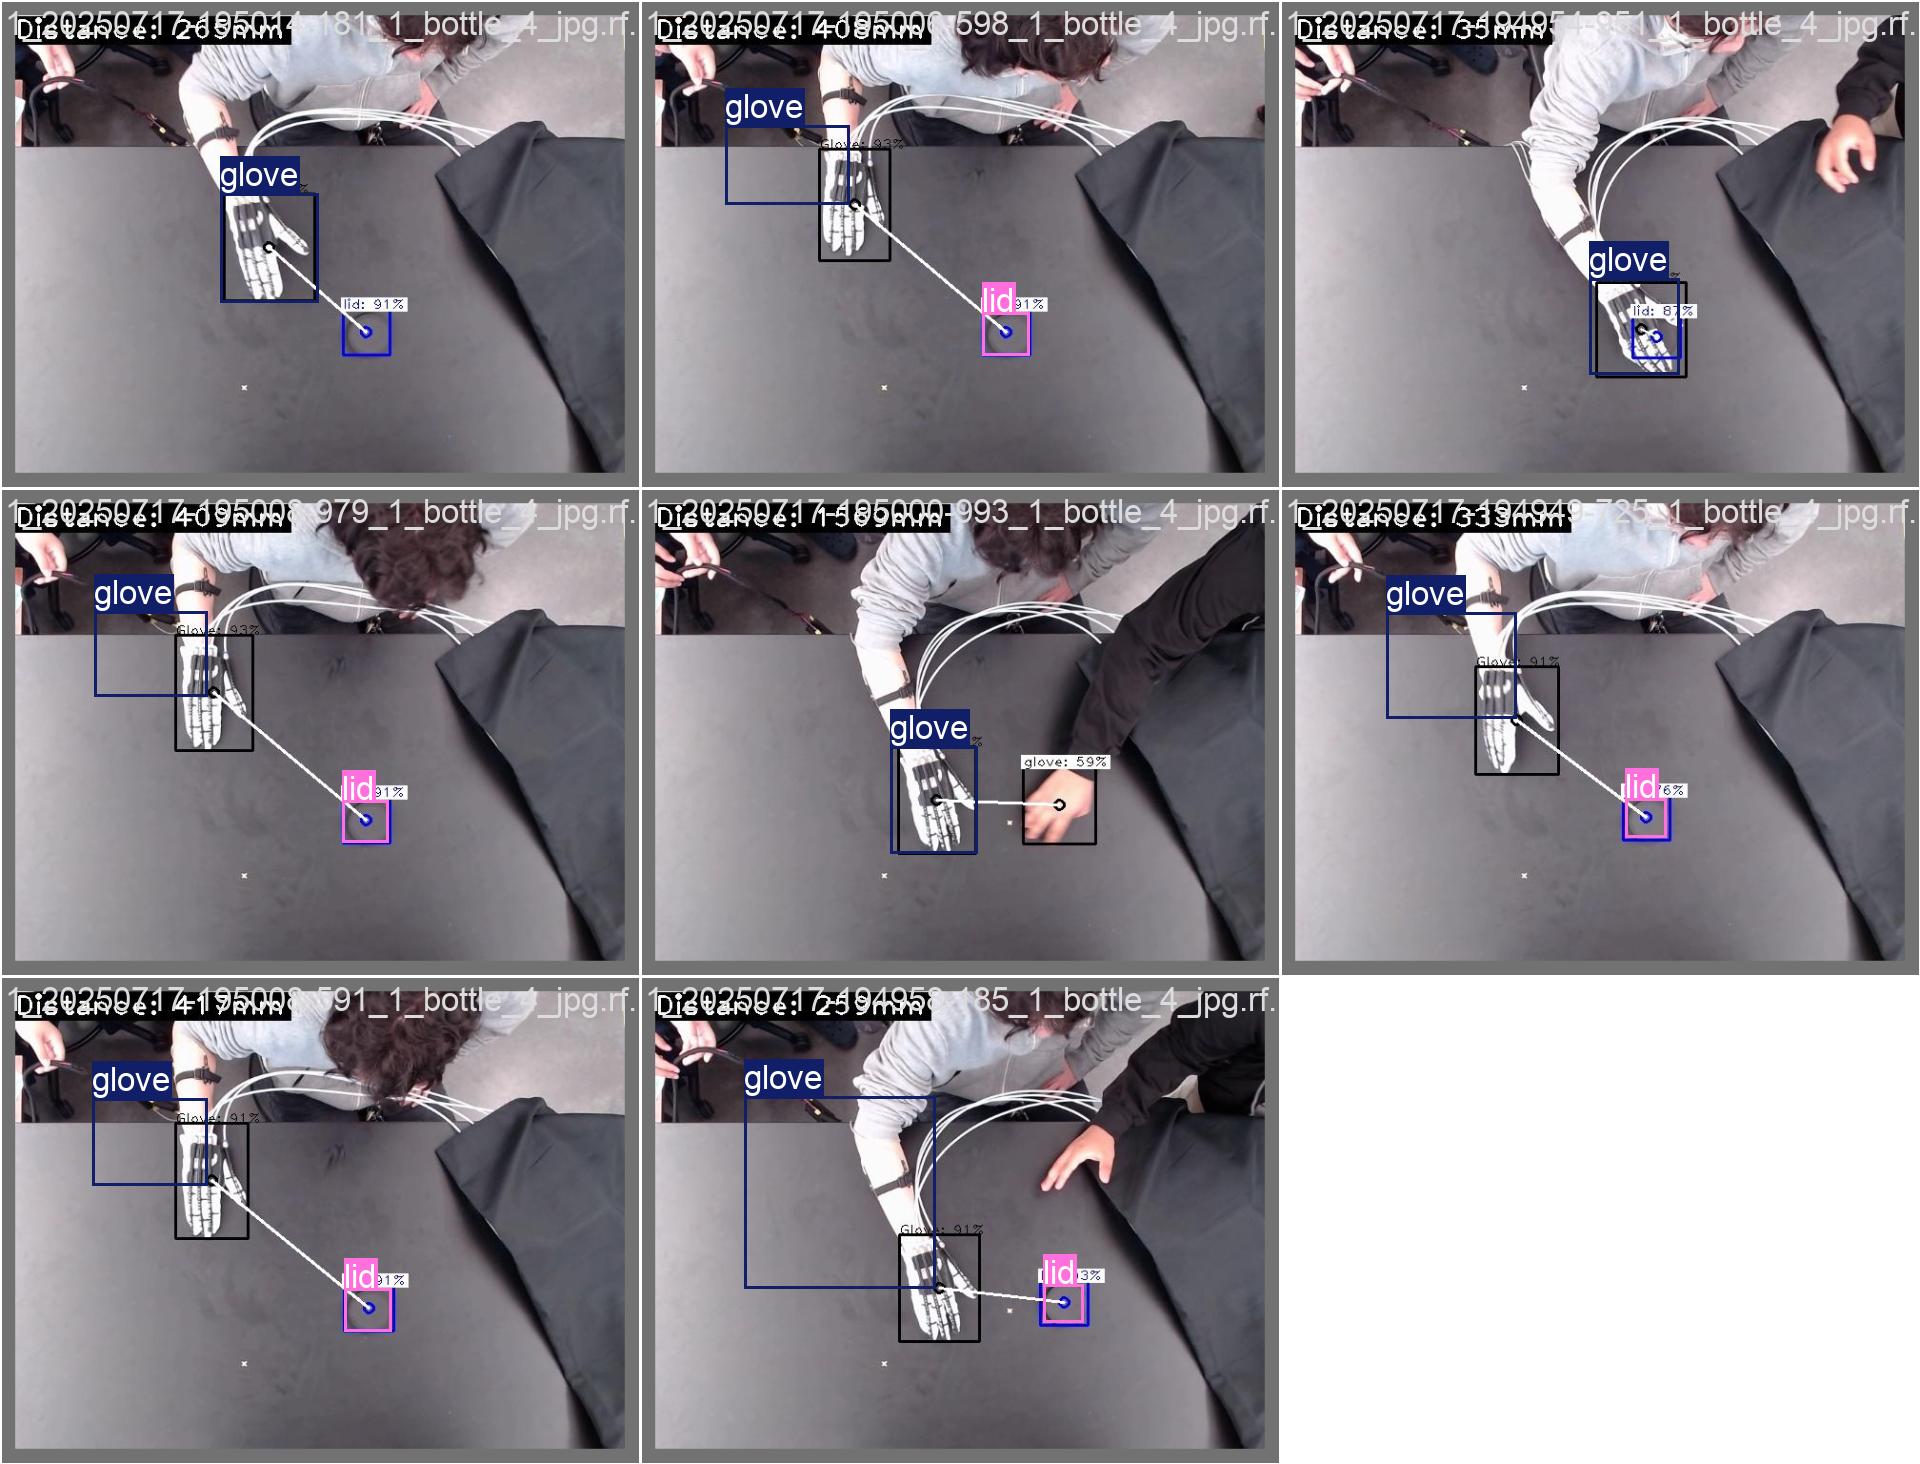 1_20250717-195014-181_1_bottle_4_jpg.rf.
Distance: 265mm
glove
lid: 91%
1_20250717-195006-598_1_bottle_4_jpg.rf.
Distance: 408mm
glove
Glove: 93%
lid
91%
1_20250717-194954-951_1_bottle_4_jpg.rf.
Distance: 35mm
glove
lid: 87%
1_20250717-195008-979_1_bottle_4_jpg.rf.
Distance: 409mm
glove
Glove: 93%
lid
91%
1_20250717-195000-993_1_bottle_4_jpg.rf.
Distance: 1569mm
glove
glove: 59%
1_20250717-194949-725_1_bottle_4_jpg.rf.
Distance: 333mm
glove
Glove: 91%
lid
76%
1_20250717-195008-591_1_bottle_4_jpg.rf.
Distance: 417mm
glove
Glove: 91%
lid
91%
1_20250717-194958-185_1_bottle_4_jpg.rf.
Distance: 259mm
glove
Glove: 91%
lid
3%